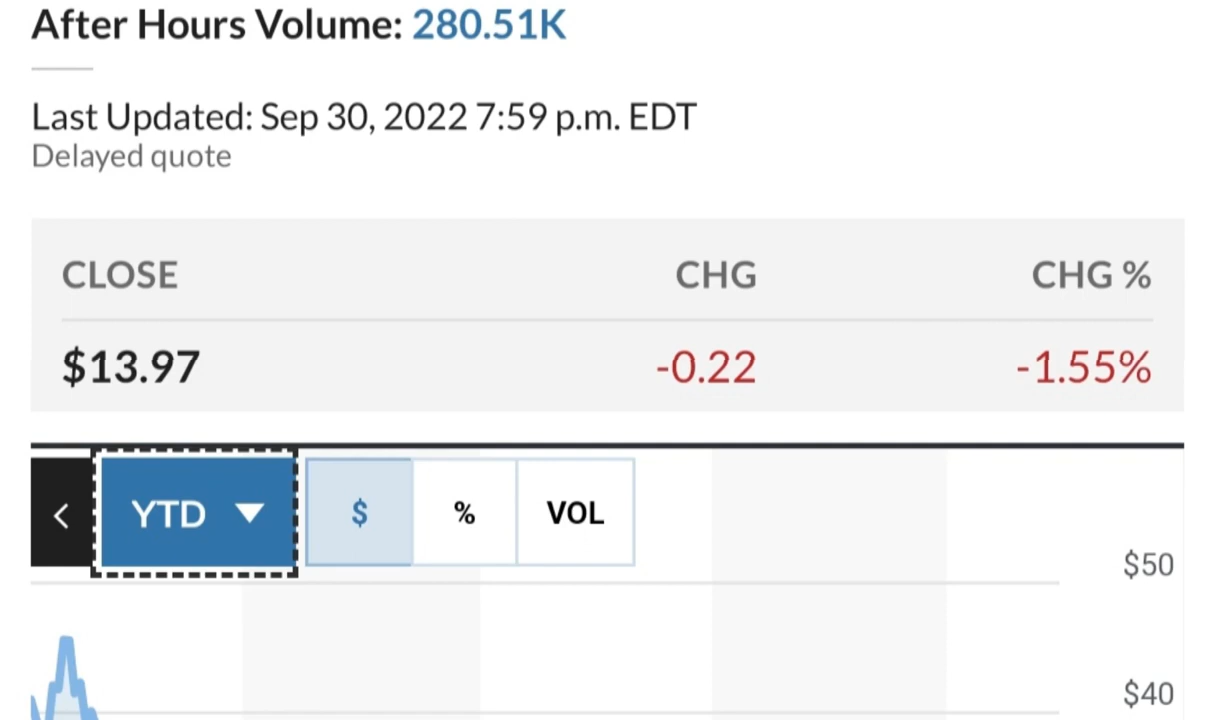 After Hours Volume: 280.51K
Last Updated: Sep 30, 2022 7:59 p.m. EDT
Delayed quote
CLOSE CHG CHG %
$13.97 -0.22 -1.55%
YTD $ % VOL
$50
$40